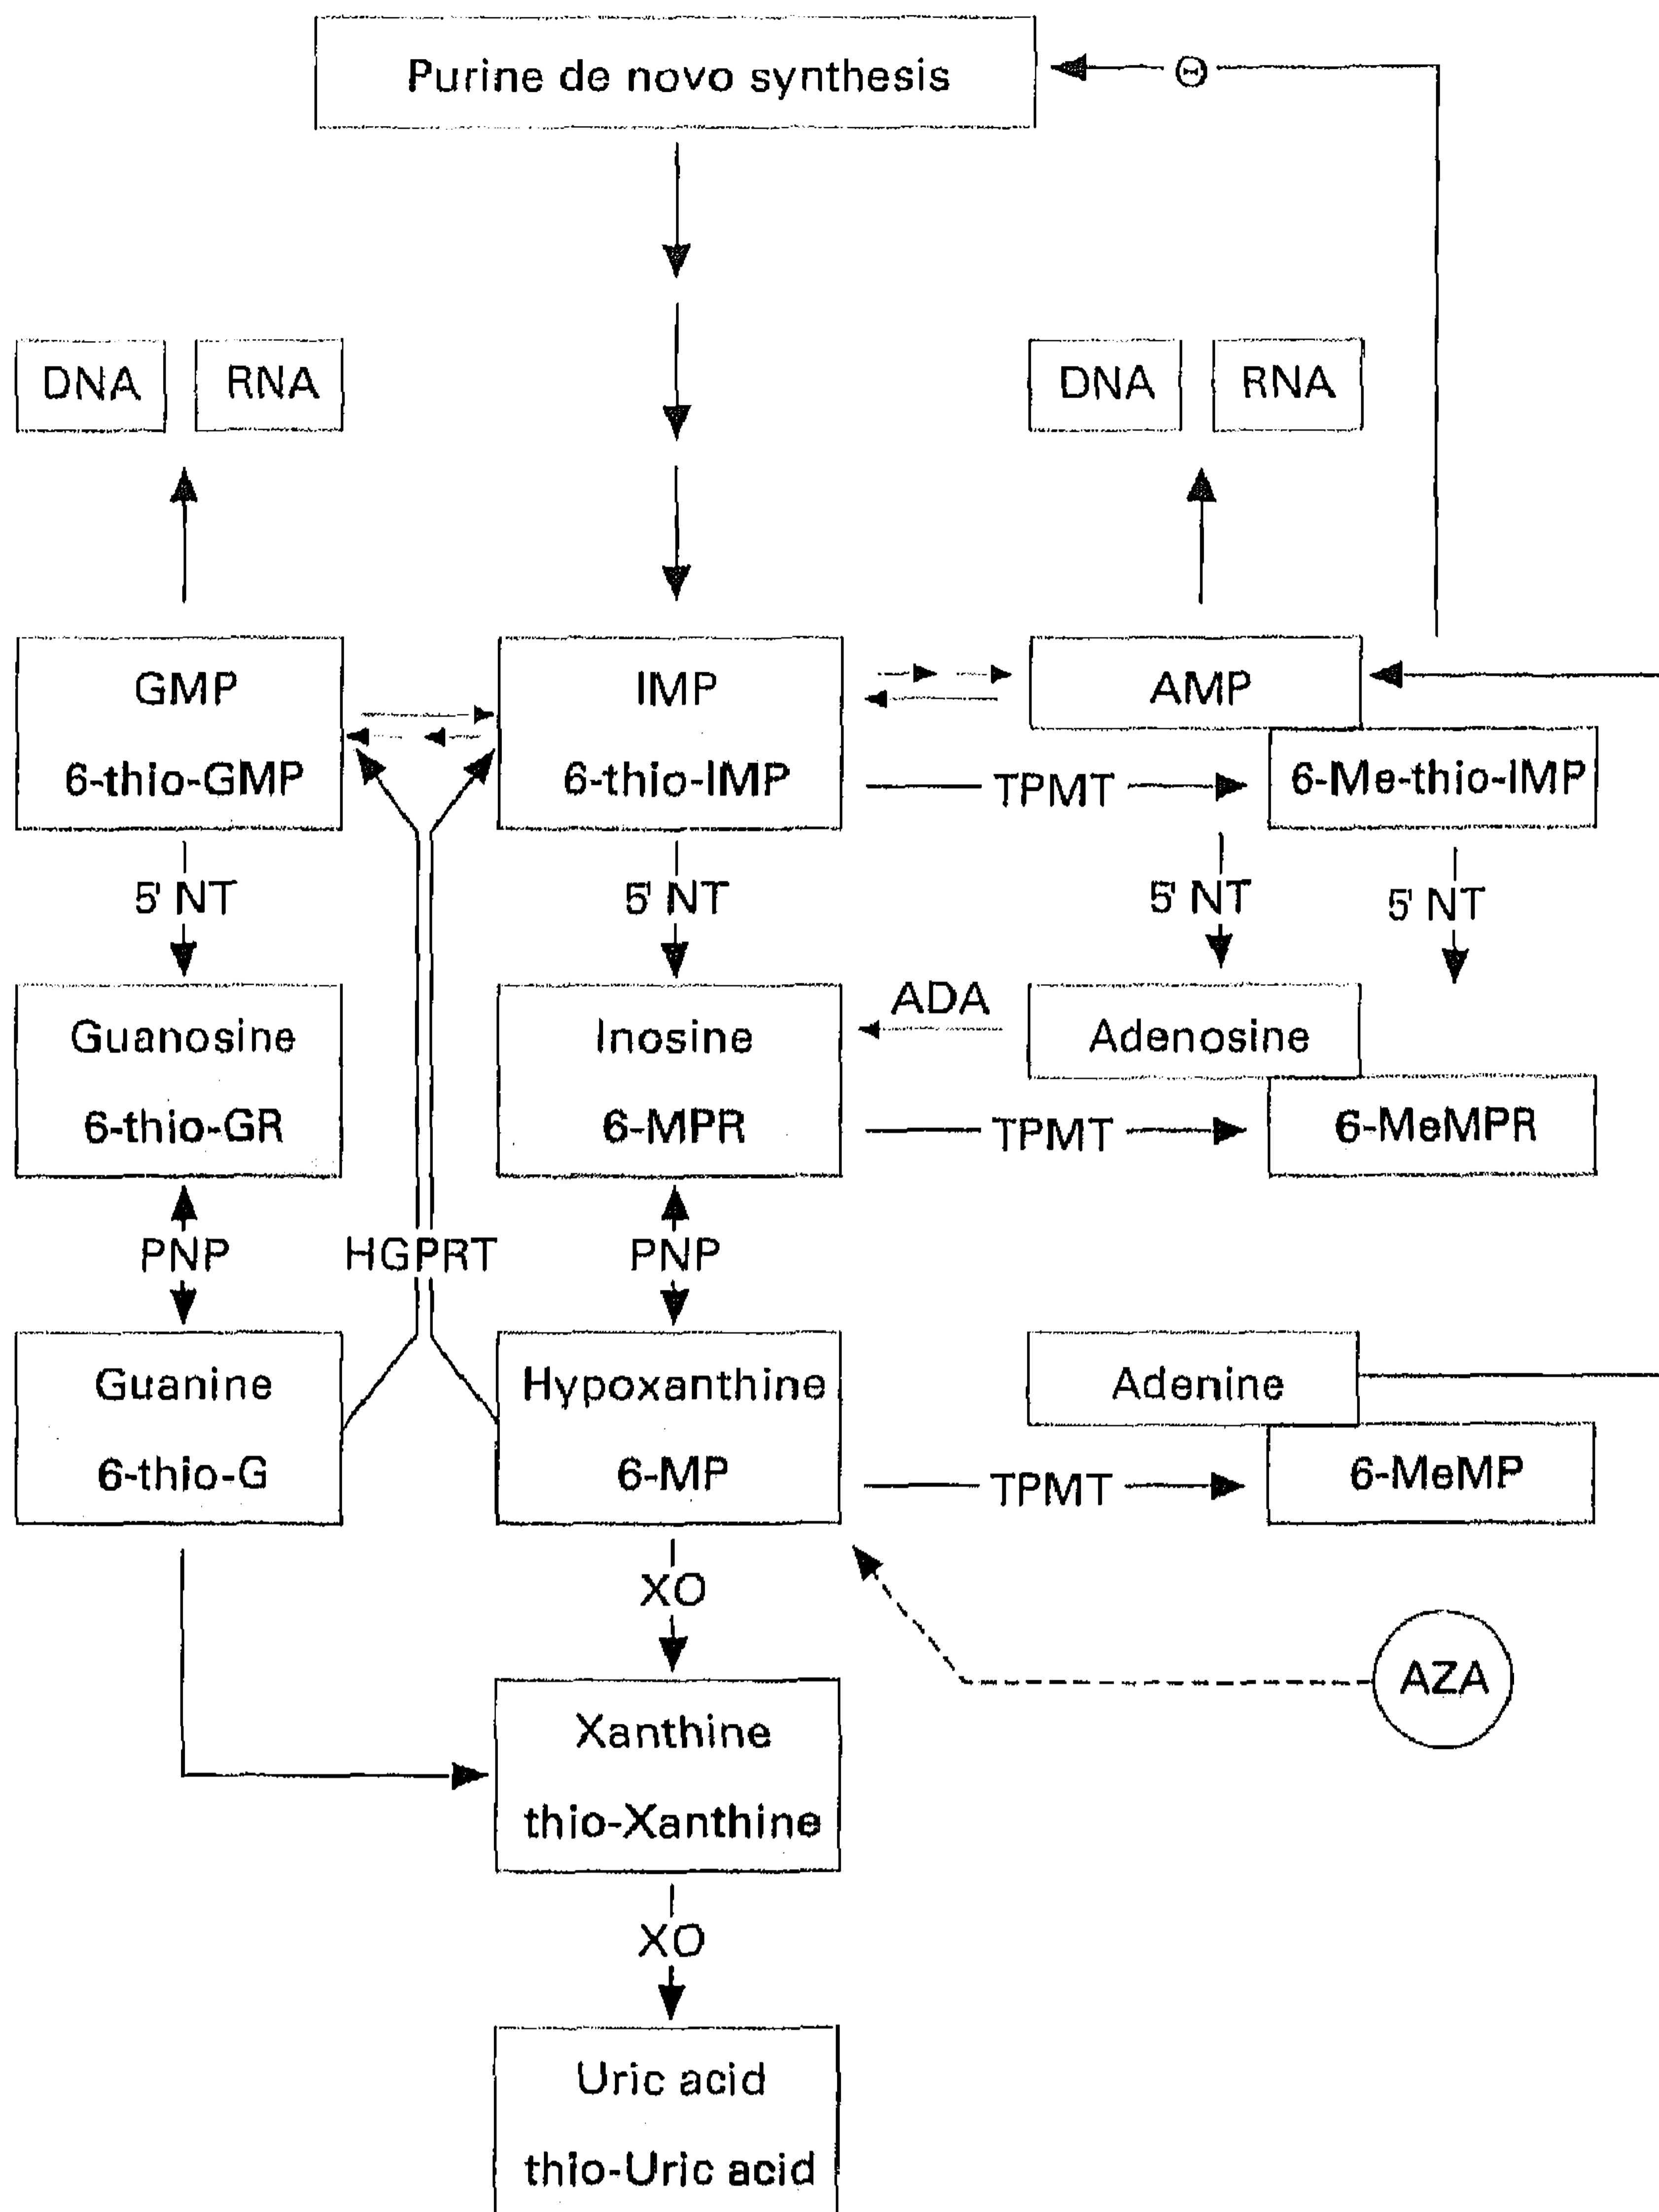 Purine de novo synthesis
Θ
DNA
RNA
DNA
RNA
GMP
6-thio-GMP
IMP
6-thio-IMP
AMP
6-Me-thio-IMP
TPMT
5' NT
5' NT
5' NT
5' NT
Guanosine
6-thio-GR
Inosine
6-MPR
ADA
Adenosine
TPMT
6-MeMPR
PNP
HGPRT
PNP
Guanine
6-thio-G
Hypoxanthine
6-MP
Adenine
TPMT
6-MeMP
XO
AZA
Xanthine
thio-Xanthine
XO
Uric acid
thio-Uric acid